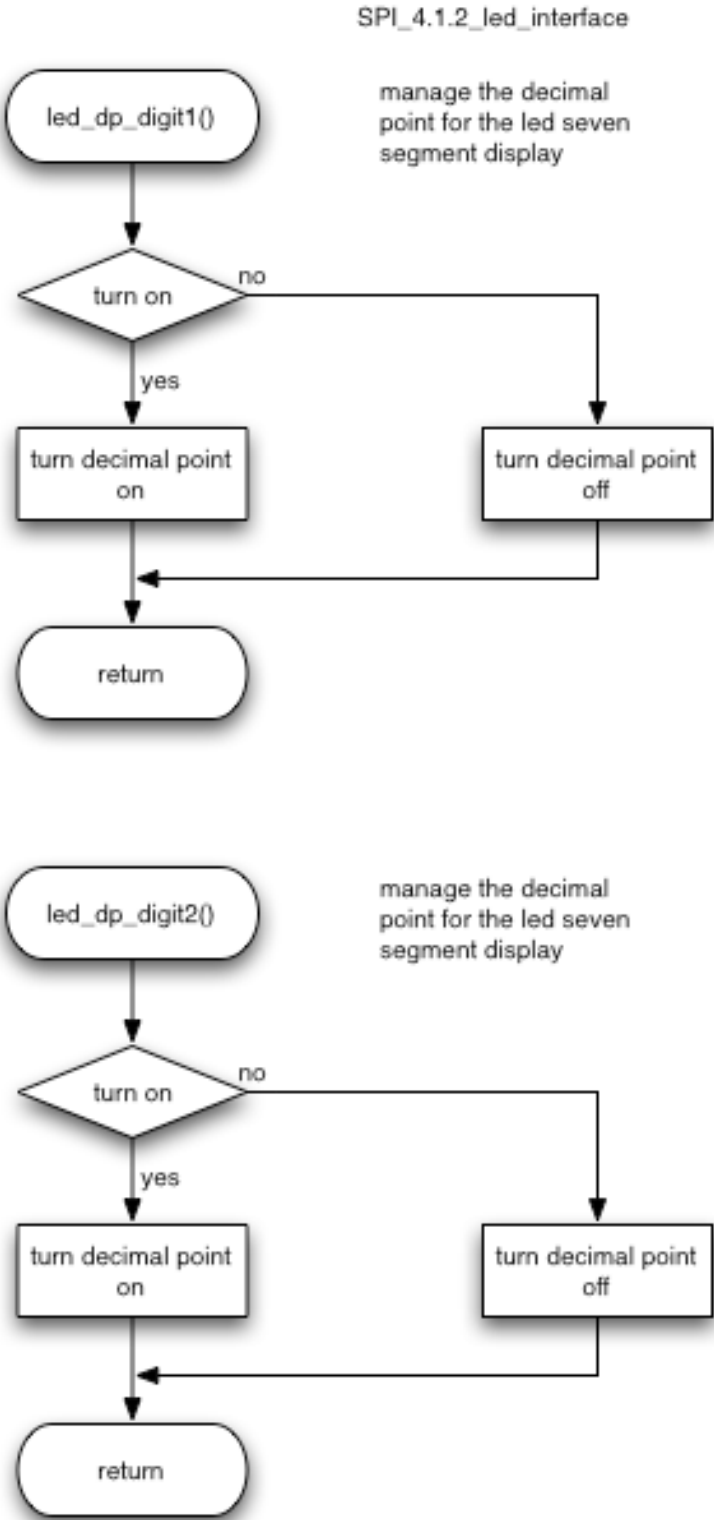 SPI_4.1.2_led_interface
led_dp_digit1()
manage the decimal
point for the led seven
segment display
turn on
no
yes
turn decimal point
on
turn decimal point
off
return
led_dp_digit2()
manage the decimal
point for the led seven
segment display
turn on
no
yes
turn decimal point
on
turn decimal point
off
return